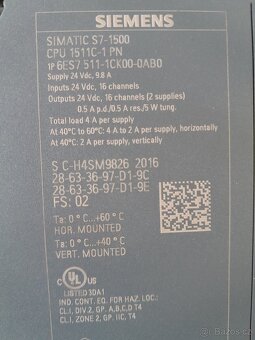 SIEMENS
SIMATIC S7-1500
CPU 1511C-1 PN
1P 6ES7 511-1CK00-0AB0
Supply 24 Vdc, 9.8 A
Inputs 24 Vdc, 16 channels
Outputs 24 Vdc, 16 channels (2 supplies)
0.5 A p.d./0.5 A res./5 W tung.
Total load 4 A per supply
At 40°C to 60°C: 4 A to 2 A per supply, horizontally
At 40°C: 2 A per supply, vertically
S C-H4SM9826 2016
28-63-36-97-D1-9C
28-63-36-97-D1-9E
FS: 02
Ta: 0 °C...+60 °C
HOR. MOUNTED
Ta: 0 °C...+40 °C
VERT. MOUNTED
c UL US
LISTED 3DA1
IND. CONT. EQ. FOR HAZ. LOC.:
CL.I, DIV.2, GP. A,B,C,D T4
CL.I, ZONE 2, GP. IIC, T4